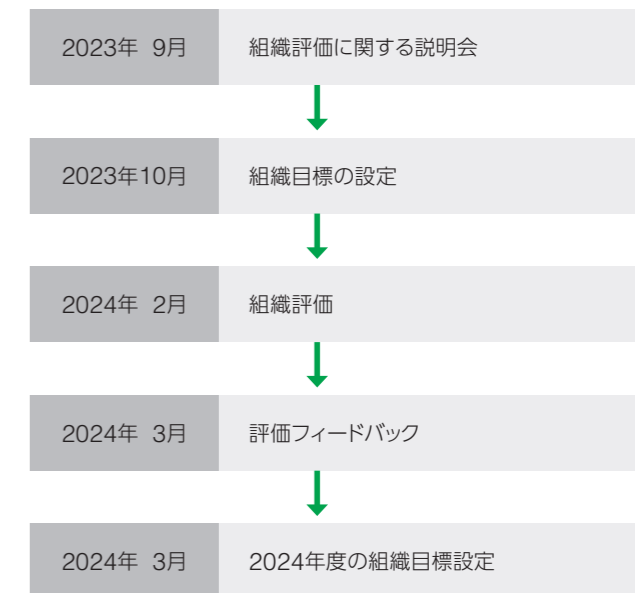 2023年 9月 組織評価に関する説明会
2023年10月 組織目標の設定
2024年 2月 組織評価
2024年 3月 評価フィードバック
2024年 3月 2024年度の組織目標設定